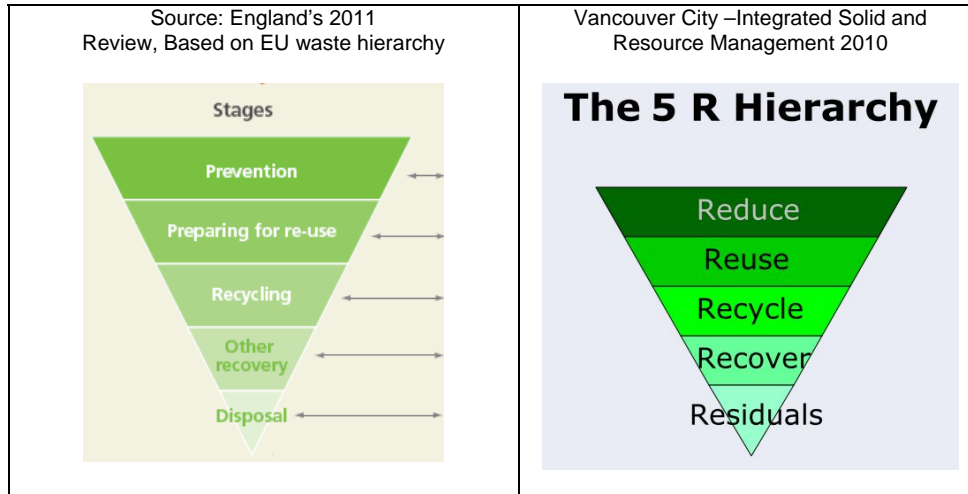 Source: England’s 2011
Review, Based on EU waste hierarchy
Stages
Prevention
Preparing for re-use
Recycling
Other
recovery
Disposal
Vancouver City –Integrated Solid and
Resource Management 2010
The 5 R Hierarchy
Reduce
Reuse
Recycle
Recover
Residuals